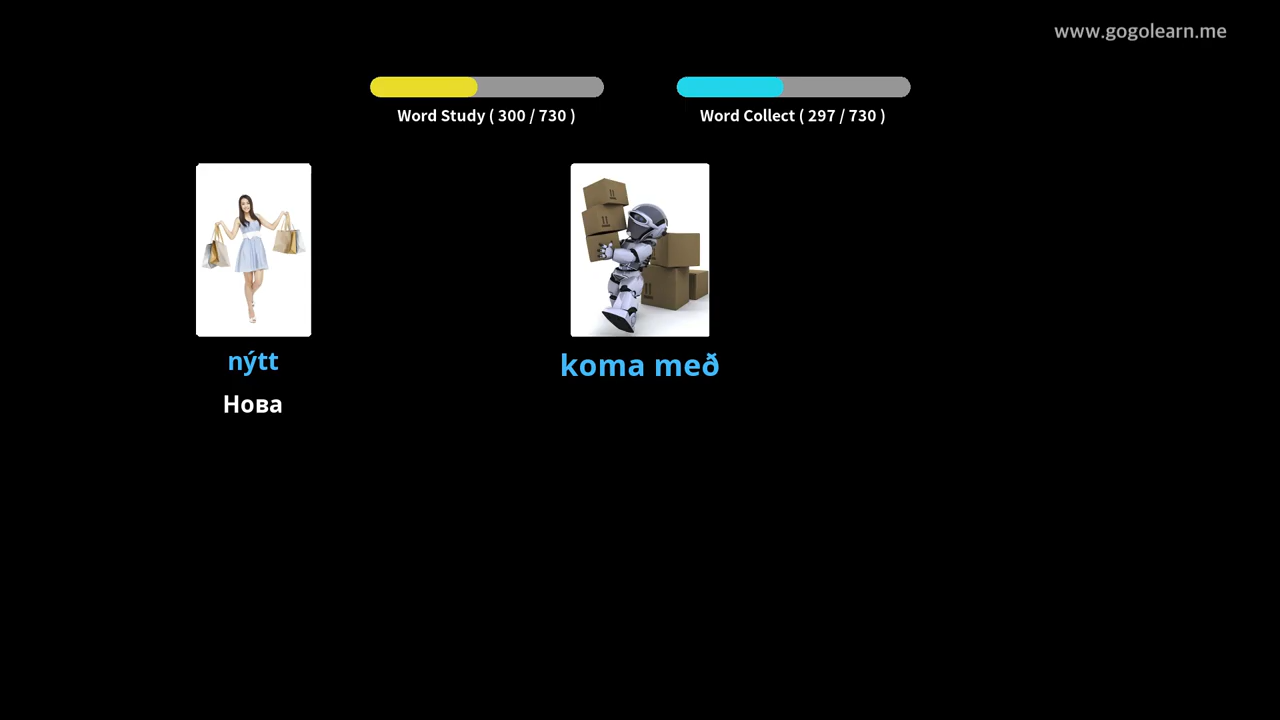 www.gogolearn.me
Word Study ( 300 / 730 )
Word Collect ( 297 / 730 )
nýtt
Нова
koma með